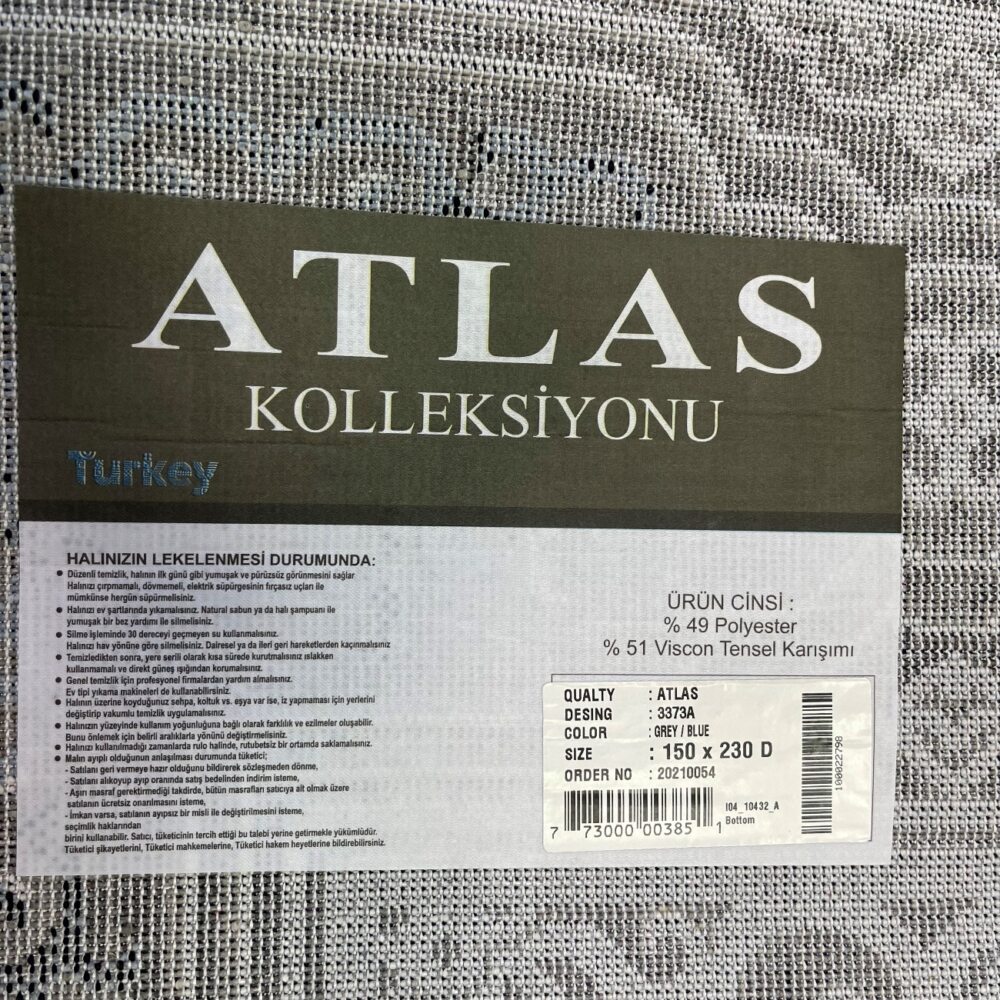 ATLAS
KOLLEKSİYONU
Turkey
HALINIZIN LEKELENMESİ DURUMUNDA:
• Düzenli temizlik, halının ilk günü gibi yumuşak ve pürüzsüz görünmesini sağlar
Halınızı çırpmamalı, dövmemeli, elektrik süpürgesinin fırçasız uçları ile
mümkünse hergün süpürmelisiniz.
• Halınızı ev şartlarında yıkamalısınız. Natural sabun ya da halı şampuanı ile
yumuşak bir bez yardımı ile silmelisiniz.
• Silme işleminde 30 dereceyi geçmeyen su kullanmalısınız.
Halınızı hav yönüne göre silmelisiniz. Dairesel ya da ileri geri hareketlerden kaçınmalısınız
• Temizledikten sonra, yere serili olarak kısa sürede kurutmalısınız ıslakken
kullanmamalı ve direkt güneş ışığından korumalısınız.
• Genel temizlik için profesyonel firmalardan yardım almalısınız.
Ev tipi yıkama makineleri de kullanabilirsiniz.
• Halının üzerine koyduğunuz sehpa, koltuk vs. eşya var ise, iz yapmaması için yerlerini
değiştirip vakumlu temizlik uygulamalısınız.
• Halınızın yüzeyinde kullanım yoğunluğuna bağlı olarak farklılık ve ezilmeler oluşabilir.
Bunu önlemek için belirli aralıklarla yönünü değiştirmelisiniz.
• Halınızı kullanılmadığı zamanlarda rulo halinde, rutubetsiz bir ortamda saklamalısınız.
• Malın ayıplı olduğunun anlaşılması durumunda tüketici;
- Satılanı geri vermeye hazır olduğunu bildirerek sözleşmeden dönme,
- Satılanı alıkoyup ayıp oranında satış bedelinden indirim isteme,
- Aşırı masraf gerektirmediği takdirde, bütün masrafları satıcıya ait olmak üzere
satılanın ücretsiz onarılmasını isteme,
- İmkan varsa, satılanın ayıpsız bir misli ile değiştirilmesini isteme,
seçimlik haklarından
birini kullanabilir. Satıcı, tüketicinin tercih ettiği bu talebi yerine getirmekle yükümlüdür.
Tüketici şikayetlerini, Tüketici mahkemelerine, Tüketici hakem heyetlerine bildirebilirsiniz.
ÜRÜN CİNSİ :
% 49 Polyester
% 51 Viscon Tensel Karışımı
QUALTY : ATLAS
DESING : 3373A
COLOR : GREY / BLUE
SIZE : 150 x 230 D
ORDER NO : 20210054
7 73000 00385 1
I04_10432_A
Bottom
100022798